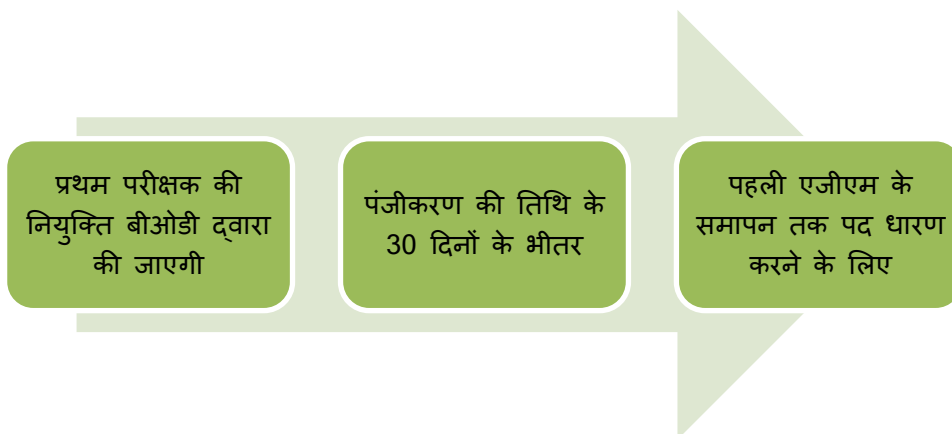 प्रथम परीक्षक की
नियुक्ति बीओडी द्वारा
की जाएगी
पंजीकरण की तिथि के
30 दिनों के भीतर
पहली एजीएम के
समापन तक पद धारण
करने के लिए